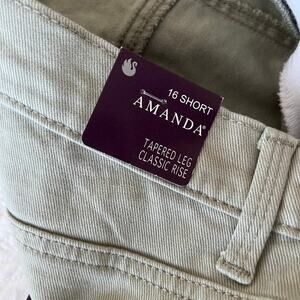 16 SHORT
AMANDA®
TAPERED LEG
CLASSIC RISE